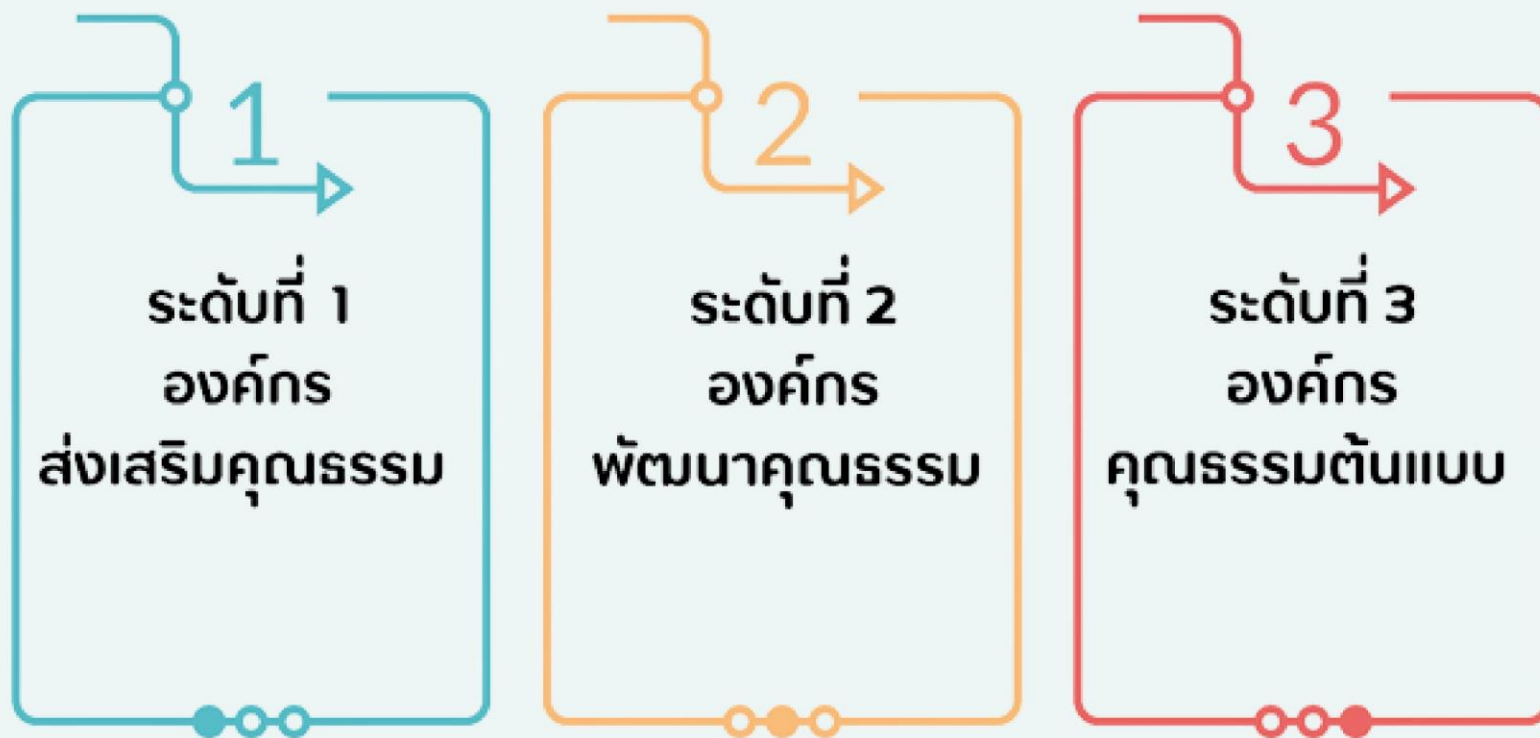 1
ระดับที่ 1
องค์กร
ส่งเสริมคุณธรรม
2
ระดับที่ 2
องค์กร
พัฒนาคุณธรรม
3
ระดับที่ 3
องค์กร
คุณธรรมต้นแบบ